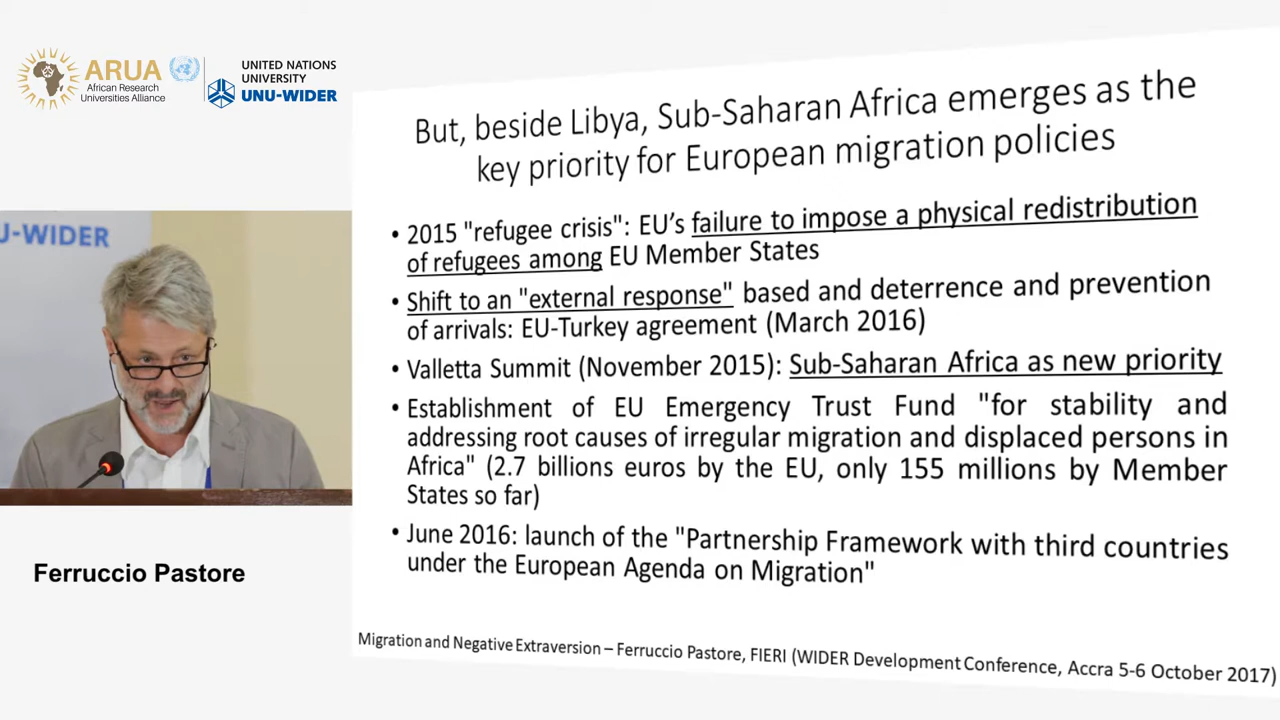 ARUA
African Research
Universities Alliance
UNITED NATIONS
UNIVERSITY
UNU-WIDER
U-WIDER
Ferruccio Pastore
But, beside Libya, Sub-Saharan Africa emerges as the
key priority for European migration policies
• 2015 "refugee crisis": EU's failure to impose a physical redistribution
of refugees among EU Member States
• Shift to an "external response" based and deterrence and prevention
of arrivals: EU-Turkey agreement (March 2016)
• Valletta Summit (November 2015): Sub-Saharan Africa as new priority
• Establishment of EU Emergency Trust Fund "for stability and
addressing root causes of irregular migration and displaced persons in
Africa" (2.7 billions euros by the EU, only 155 millions by Member
States so far)
• June 2016: launch of the "Partnership Framework with third countries
under the European Agenda on Migration"
Migration and Negative Extraversion – Ferruccio Pastore, FIERI (WIDER Development Conference, Accra 5-6 October 2017)